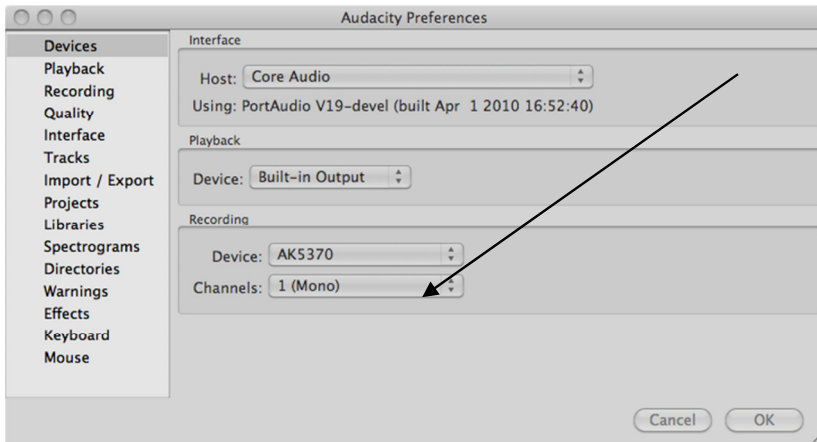 Audacity Preferences
Devices
Playback
Recording
Quality
Interface
Tracks
Import / Export
Projects
Libraries
Spectrograms
Directories
Warnings
Effects
Keyboard
Mouse
Interface
Host: Core Audio
Using: PortAudio V19-devel (built Apr 1 2010 16:52:40)
Playback
Device: Built-in Output
Recording
Device: AK5370
Channels: 1 (Mono)
Cancel OK